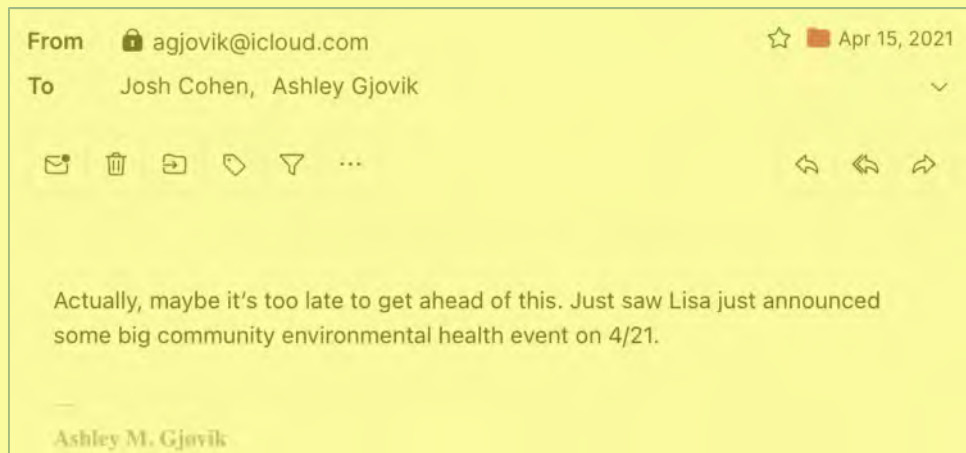 From agjovik@icloud.com Apr 15, 2021
To Josh Cohen, Ashley Gjovik
Actually, maybe it's too late to get ahead of this. Just saw Lisa just announced
some big community environmental health event on 4/21.
—
Ashley M. Gjøvik